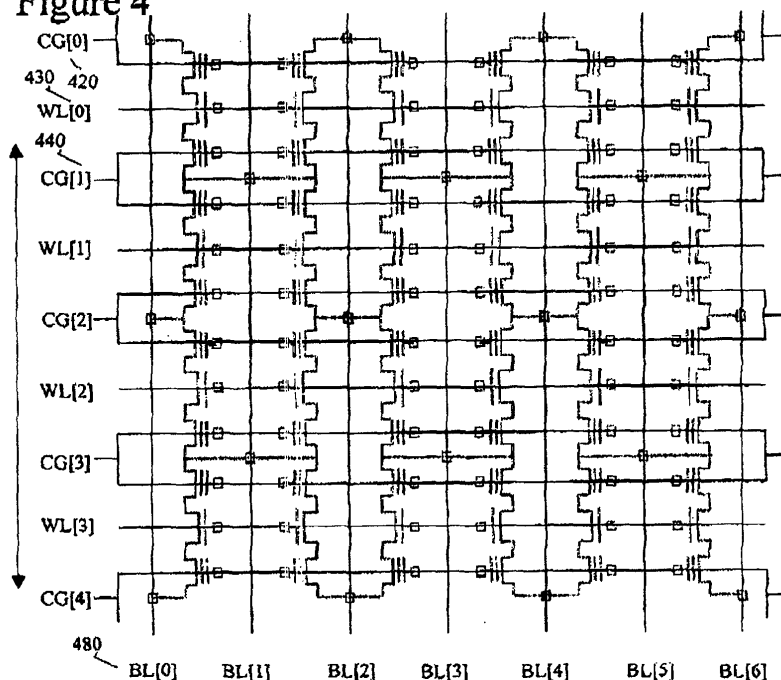 Figure 4
CG[0]
420
430
WL[0]
440
CG[1]
WL[1]
CG[2]
WL[2]
CG[3]
WL[3]
CG[4]
480
BL[0] BL[1] BL[2] BL[3] BL[4] BL[5] BL[6]